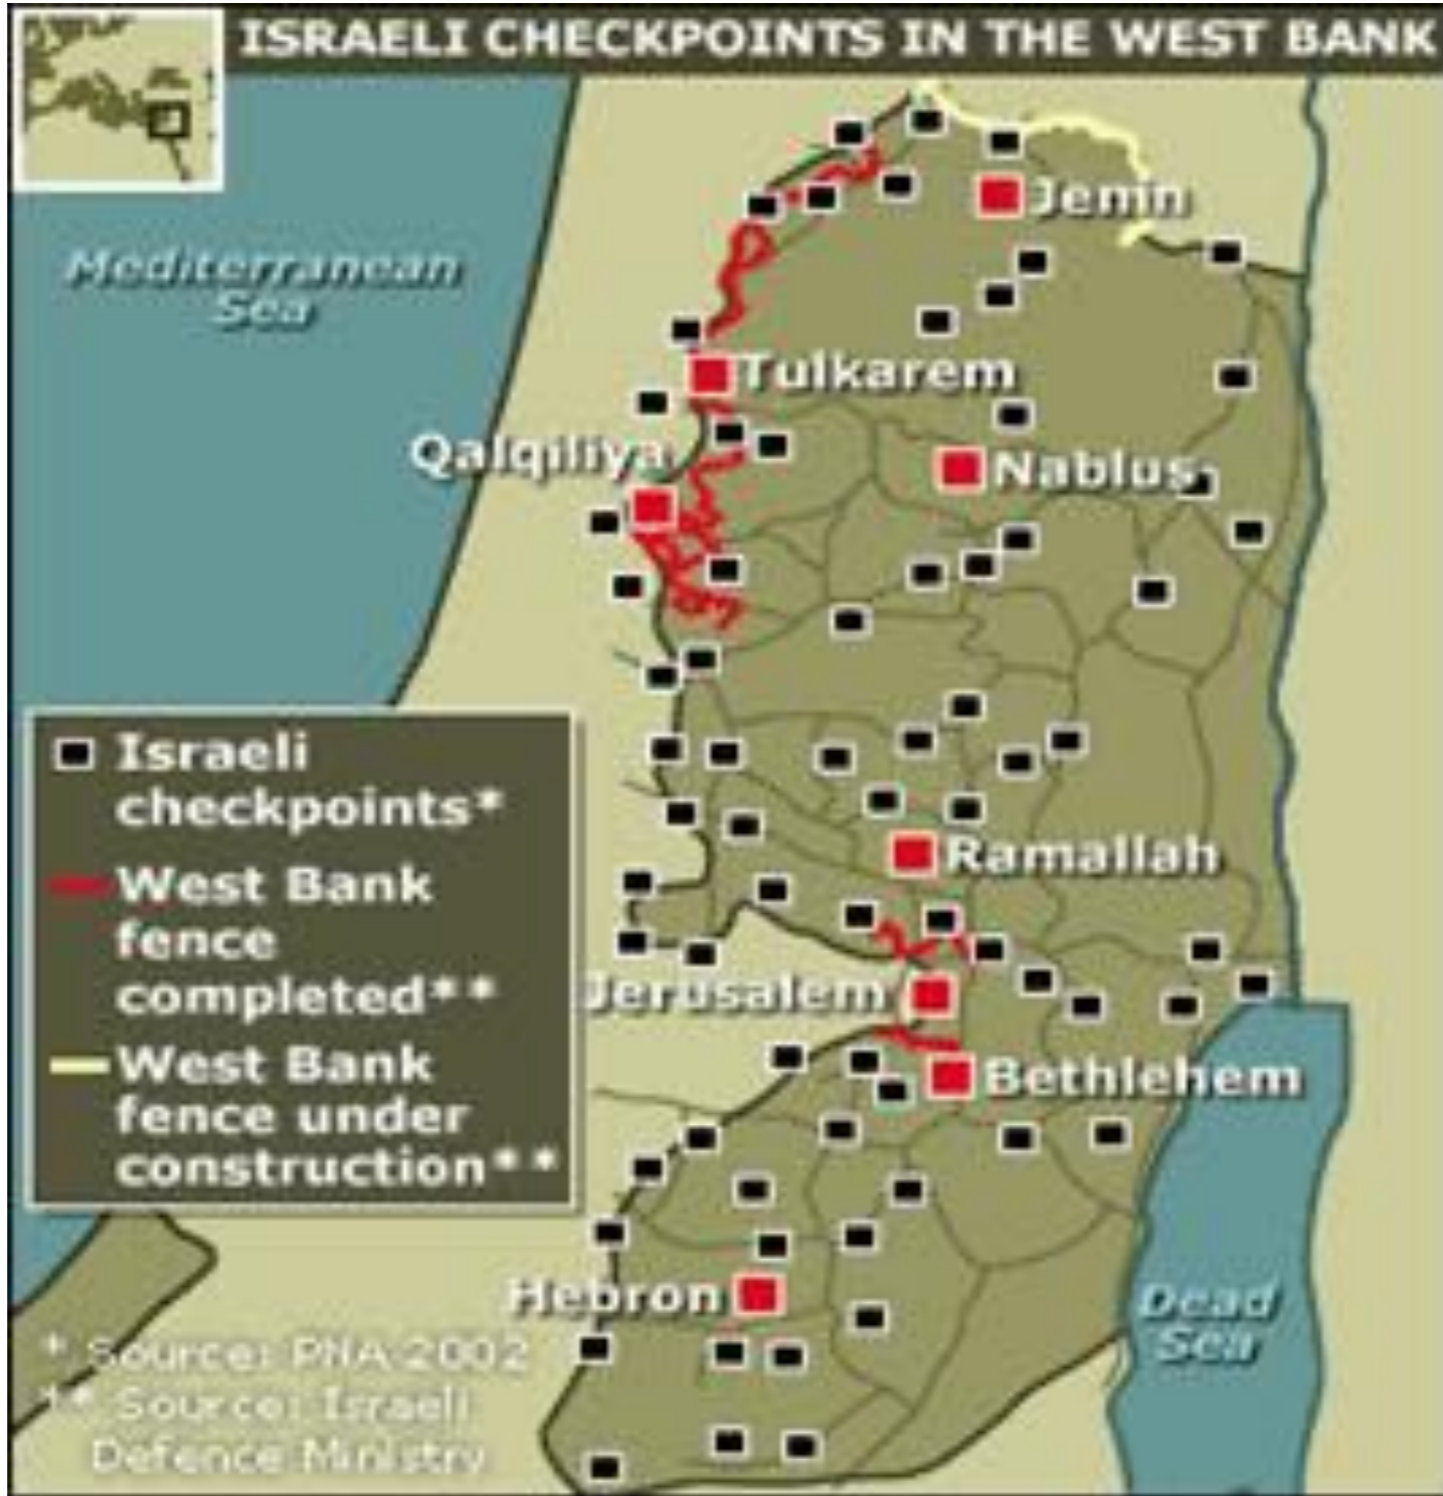 ISRAELI CHECKPOINTS IN THE WEST BANK
Mediterranean
Sea
Jenin
Tulkarem
Qalqiliya
Nablus
Israeli
checkpoints*
West Bank
fence
completed**
West Bank
fence under
construction**
Ramallah
Jerusalem
Bethlehem
Hebron
Dead
Sea
* Source: PNA 2002
** Source: Israeli
Defence Ministry